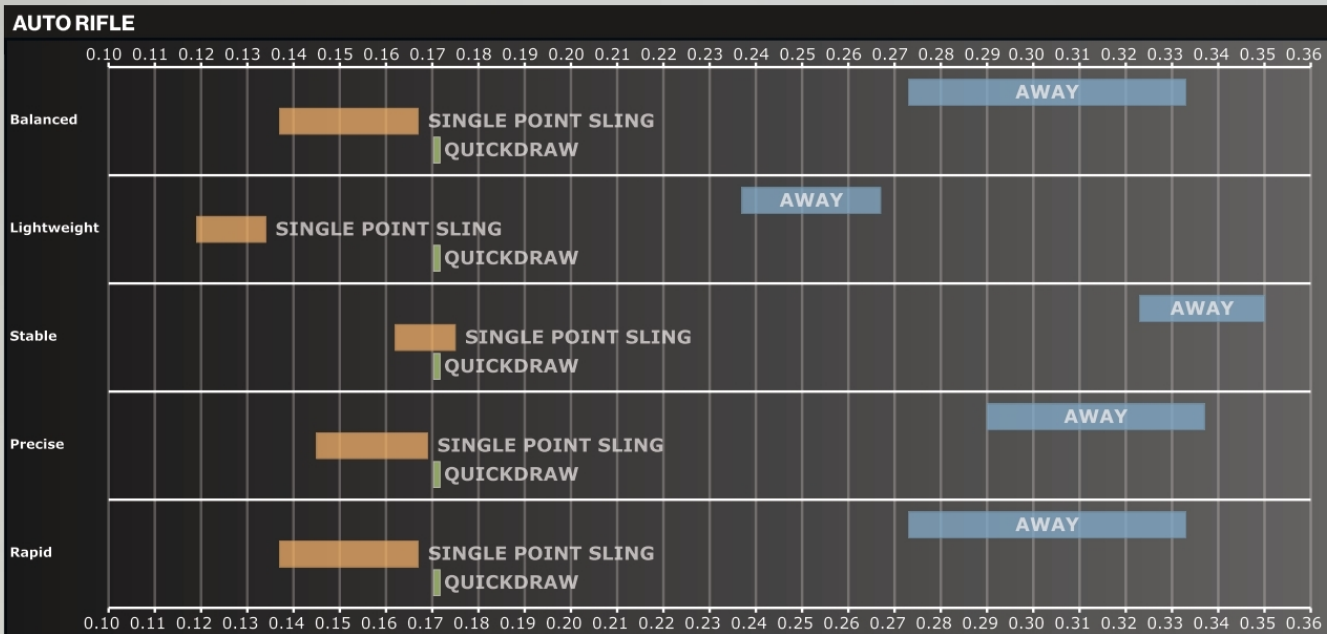 AUTO RIFLE
0.10 0.11 0.12 0.13 0.14 0.15 0.16 0.17 0.18 0.19 0.20 0.21 0.22 0.23 0.24 0.25 0.26 0.27 0.28 0.29 0.30 0.31 0.32 0.33 0.34 0.35 0.36
AWAY
Balanced SINGLE POINT SLING
QUICKDRAW
AWAY
Lightweight SINGLE POINT SLING
QUICKDRAW
AWAY
Stable SINGLE POINT SLING
QUICKDRAW
AWAY
Precise SINGLE POINT SLING
QUICKDRAW
AWAY
Rapid SINGLE POINT SLING
QUICKDRAW
0.10 0.11 0.12 0.13 0.14 0.15 0.16 0.17 0.18 0.19 0.20 0.21 0.22 0.23 0.24 0.25 0.26 0.27 0.28 0.29 0.30 0.31 0.32 0.33 0.34 0.35 0.36